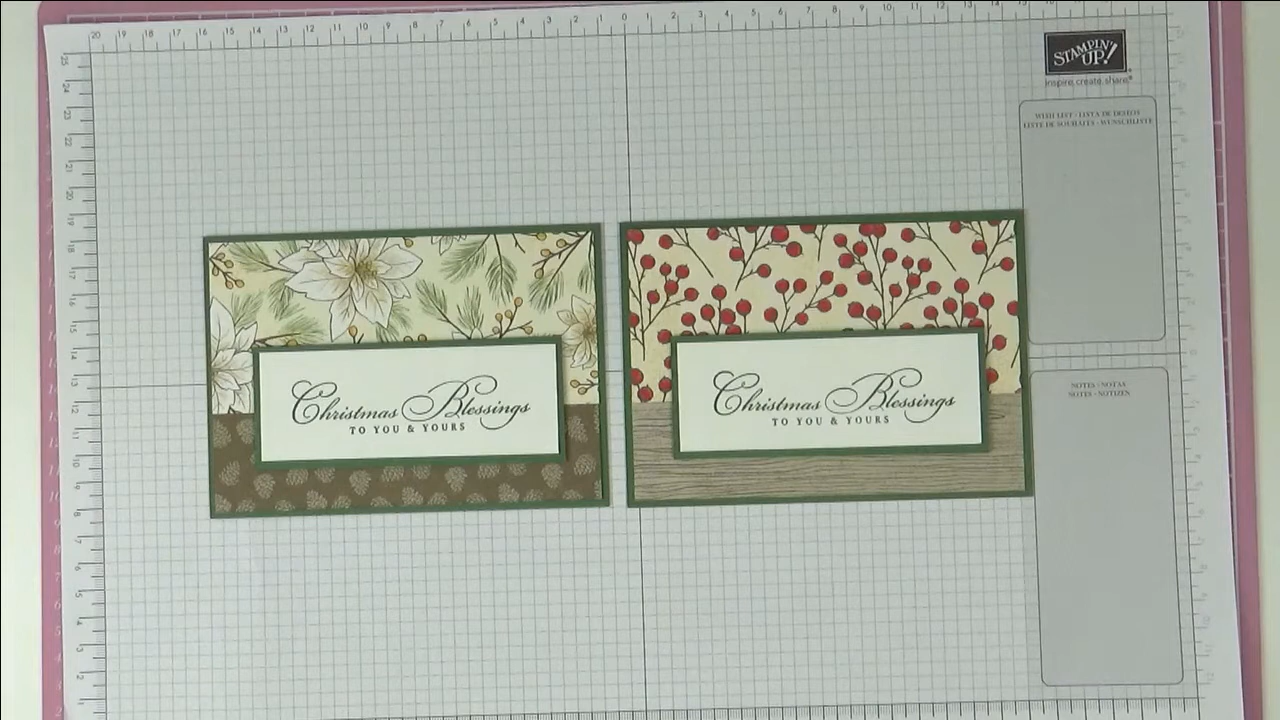 STAMPIN' UP!
inspire.create.share.®
WISH LIST • LISTA DE DESEOS
LISTE DE SOUHAITS • WUNSCHLISTE
Christmas Blessings
TO YOU & YOURS
Christmas Blessings
TO YOU & YOURS
NOTES • NOTAS
NOTES • NOTIZEN